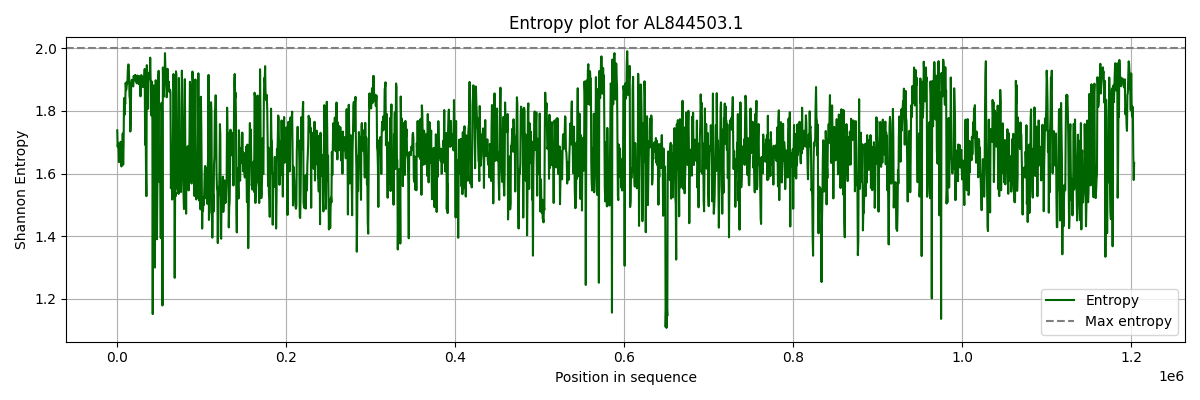 Entropy plot for AL844503.1
Shannon Entropy
2.0
1.8
1.6
1.4
1.2
Entropy
Max entropy
0.0 0.2 0.4 0.6 0.8 1.0 1.2
1e6
Position in sequence